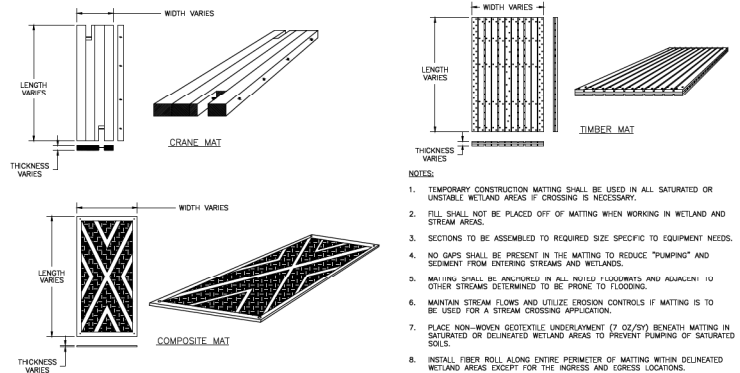 WIDTH VARIES
LENGTH
VARIES
THICKNESS
VARIES
CRANE MAT
WIDTH VARIES
LENGTH
VARIES
THICKNESS
VARIES
TIMBER MAT
WIDTH VARIES
LENGTH
VARIES
THICKNESS
VARIES
COMPOSITE MAT
NOTES:
1. TEMPORARY CONSTRUCTION MATTING SHALL BE USED IN ALL SATURATED OR
UNSTABLE WETLAND AREAS IF CROSSING IS NECESSARY.
2. FILL SHALL NOT BE PLACED OFF OF MATTING WHEN WORKING IN WETLAND AND
STREAM AREAS.
3. SECTIONS TO BE ASSEMBLED TO REQUIRED SIZE SPECIFIC TO EQUIPMENT NEEDS.
4. NO GAPS SHALL BE PRESENT IN THE MATTING TO REDUCE "PUMPING" AND
SEDIMENT FROM ENTERING STREAMS AND WETLANDS.
5. MATTING SHALL BE ANCHORED IN ALL NOTED FLOODWAYS AND ADJACENT TO
OTHER STREAMS DETERMINED TO BE PRONE TO FLOODING.
6. MAINTAIN STREAM FLOWS AND UTILIZE EROSION CONTROLS IF MATTING IS TO
BE USED FOR A STREAM CROSSING APPLICATION.
7. PLACE NON-WOVEN GEOTEXTILE UNDERLAYMENT (7 OZ/SY) BENEATH MATTING IN
SATURATED OR DELINEATED WETLAND AREAS TO PREVENT PUMPING OF SATURATED
SOILS.
8. INSTALL FIBER ROLL ALONG ENTIRE PERIMETER OF MATTING WITHIN DELINEATED
WETLAND AREAS EXCEPT FOR THE INGRESS AND EGRESS LOCATIONS.